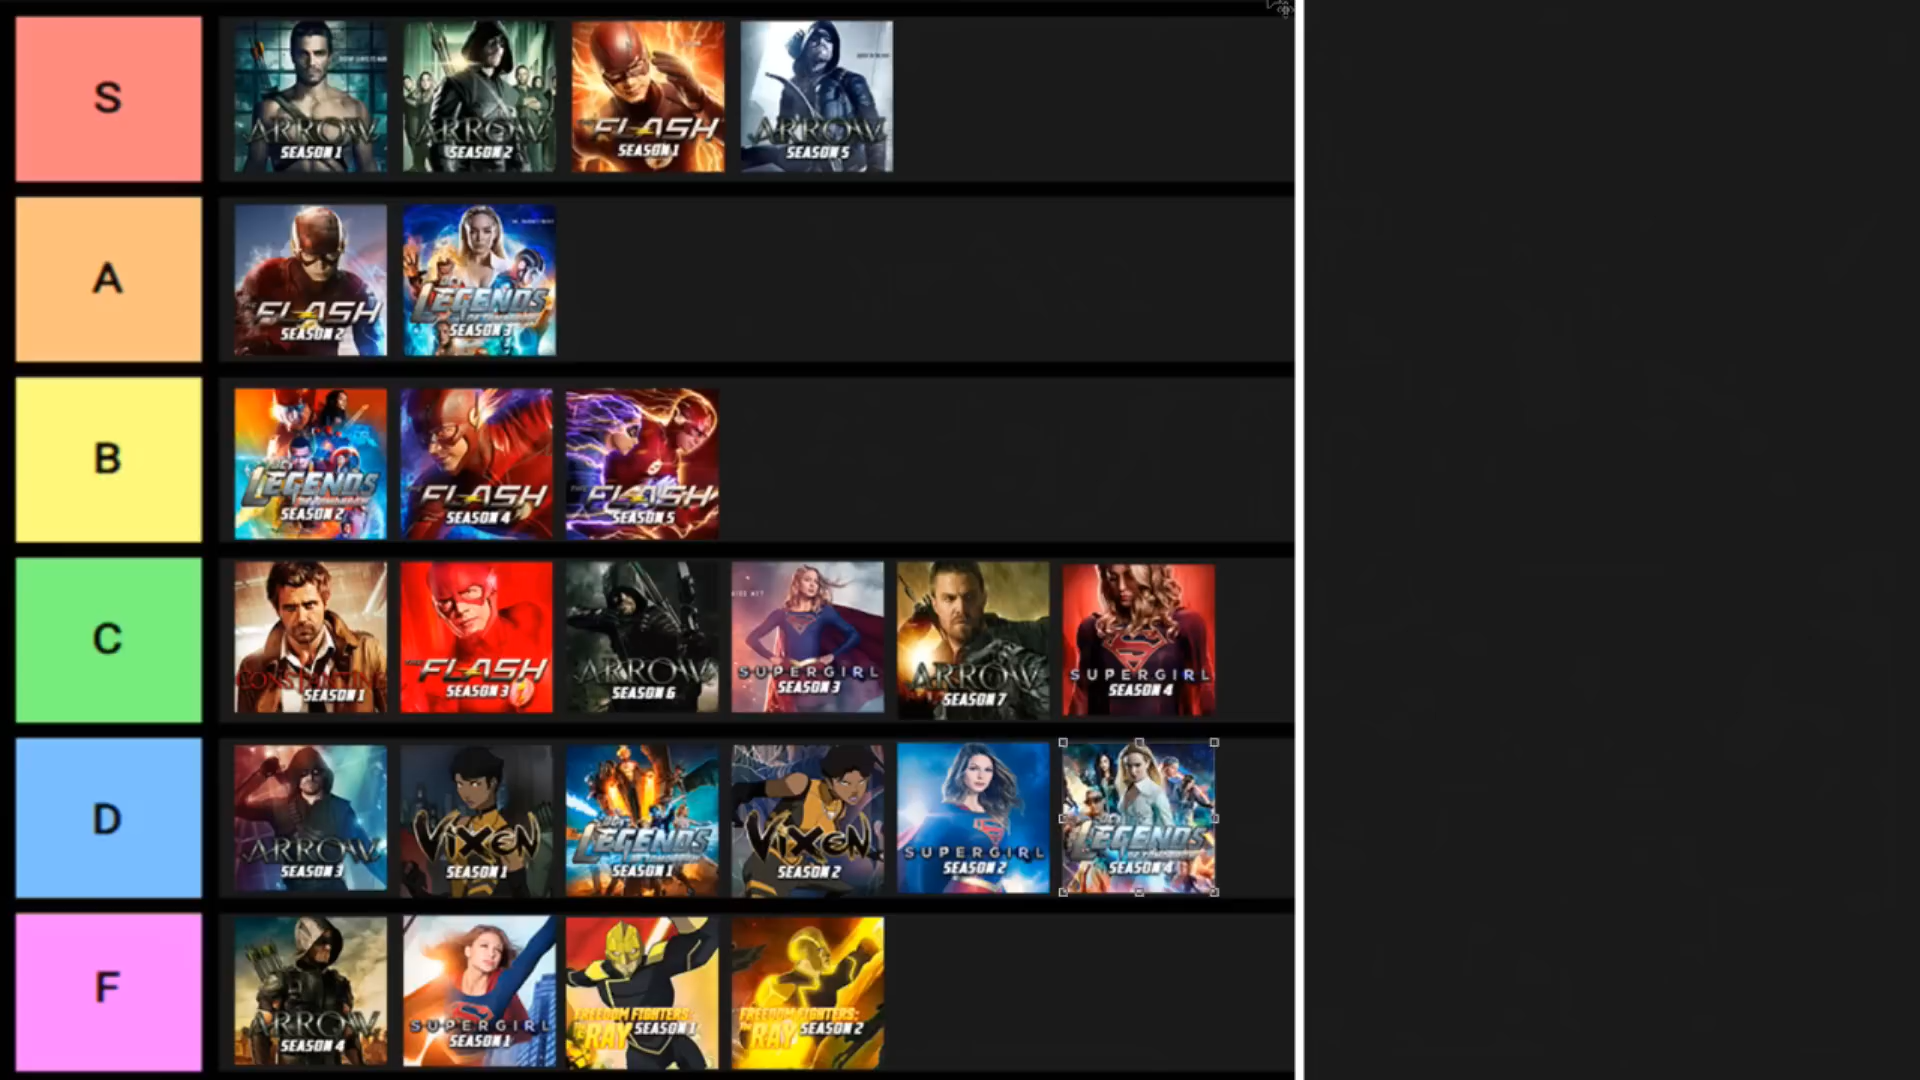 S
ARROW
SEASON 1
ARROW
SEASON 2
FLASH
SEASON 1
ARROW
SEASON 5
A
FLASH
SEASON 2
LEGENDS
SEASON 3
B
LEGENDS
SEASON 2
FLASH
SEASON 4
FLASH
SEASON 5
C
SEASON 1
FLASH
SEASON 3
ARROW
SEASON 6
SUPERGIRL
SEASON 3
ARROW
SEASON 7
SUPERGIRL
SEASON 4
D
ARROW
SEASON 3
VIXEN
SEASON 1
LEGENDS
SEASON 1
VIXEN
SEASON 2
SUPERGIRL
SEASON 2
LEGENDS
SEASON 4
F
ARROW
SEASON 4
SUPERGIRL
SEASON 1
FREEDOM FIGHTERS:
THE RAY SEASON 1
FREEDOM FIGHTERS:
THE RAY SEASON 2